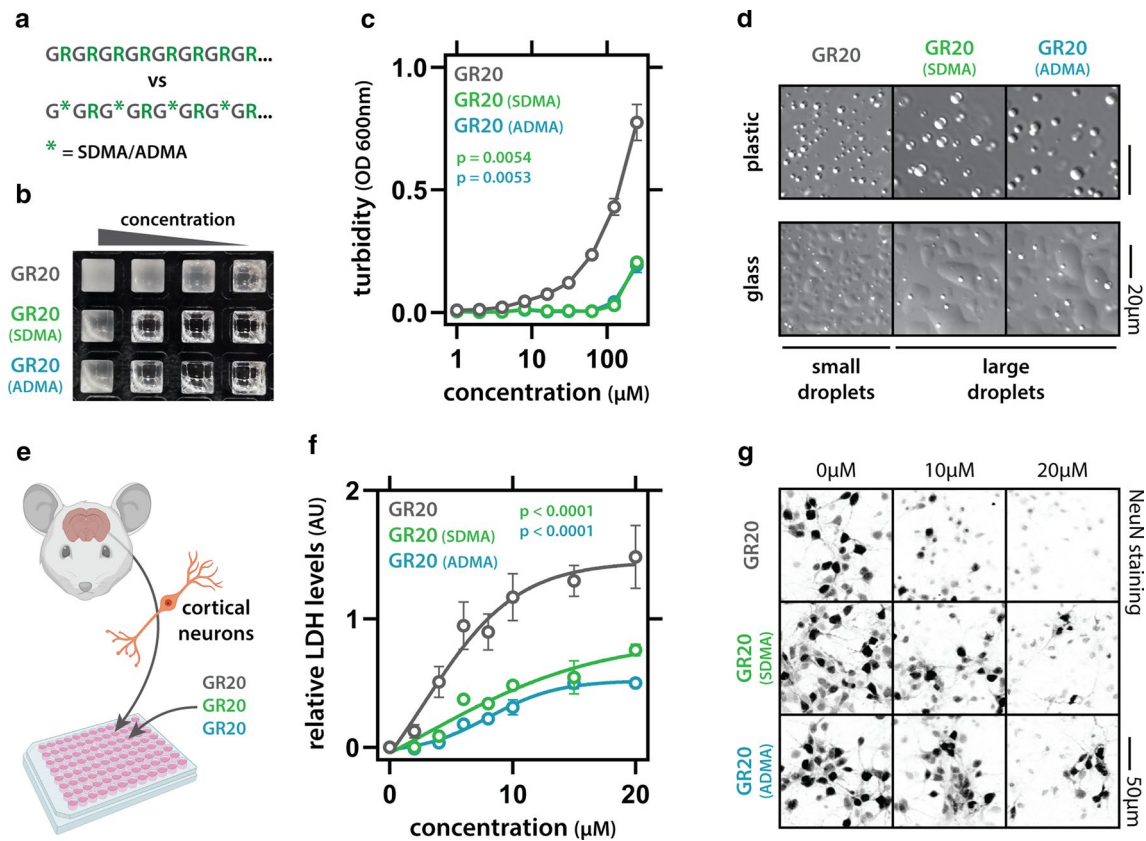 a
GRGRGRGRGRGRGRGR...
vs
G*GRG*GRG*GRG*GR...
* = SDMA/ADMA
b
concentration
GR20
GR20
(SDMA)
GR20
(ADMA)
c
GR20
GR20 (SDMA)
GR20 (ADMA)
p = 0.0054
p = 0.0053
1.0
0.5
0.0
turbidity (OD 600nm)
1 10 100
concentration (μM)
d
GR20
GR20
(SDMA)
GR20
(ADMA)
plastic
glass
20μm
small
droplets
large
droplets
e
cortical
neurons
GR20
GR20
GR20
f
GR20
GR20 (SDMA)
GR20 (ADMA)
p < 0.0001
p < 0.0001
2
1
0
relative LDH levels (AU)
0 10 20
concentration (μM)
g
0μM 10μM 20μM
GR20
GR20
(SDMA)
GR20
(ADMA)
NeuN staining
50μm